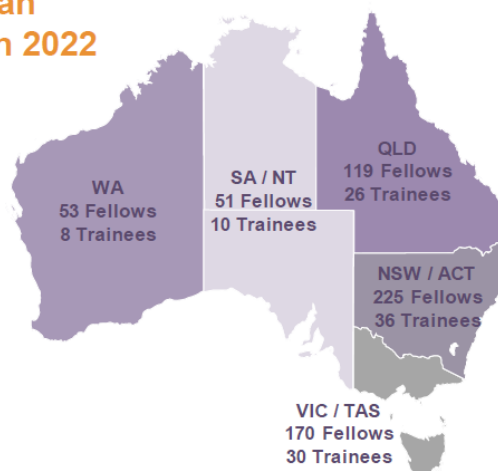 an
n 2022
QLD
119 Fellows
26 Trainees
WA
53 Fellows
8 Trainees
SA / NT
51 Fellows
10 Trainees
NSW / ACT
225 Fellows
36 Trainees
VIC / TAS
170 Fellows
30 Trainees